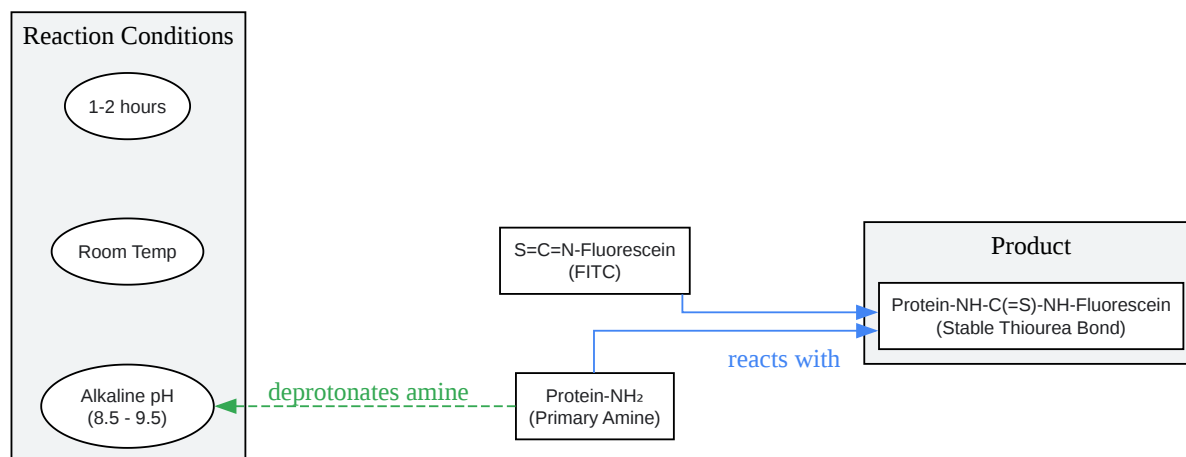 Reaction Conditions
1-2 hours
Room Temp
Alkaline pH
(8.5 - 9.5)
deprotonates amine
S=C=N-Fluorescein
(FITC)
Protein-NH₂
(Primary Amine)
reacts with
Product
Protein-NH-C(=S)-NH-Fluorescein
(Stable Thiourea Bond)